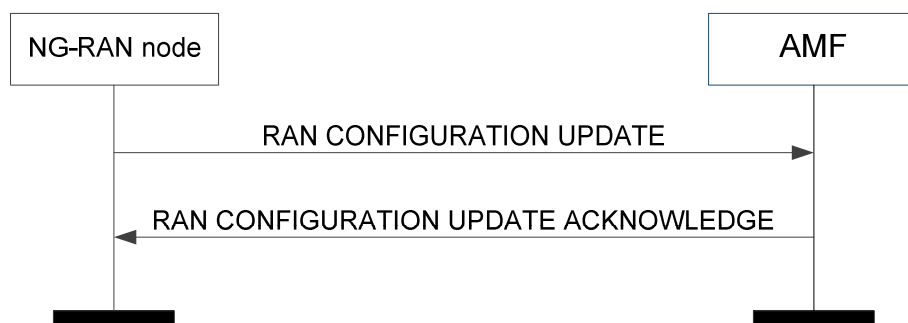 NG-RAN node
AMF
RAN CONFIGURATION UPDATE
RAN CONFIGURATION UPDATE ACKNOWLEDGE